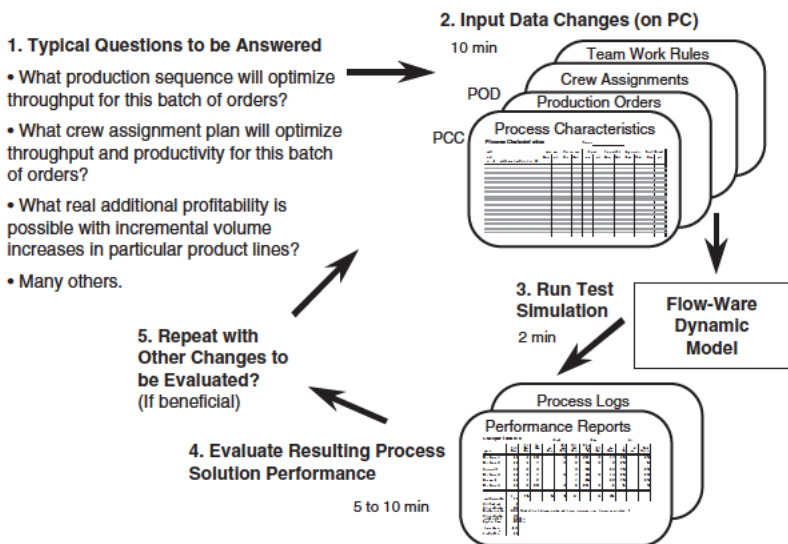 1. Typical Questions to be Answered
• What production sequence will optimize
throughput for this batch of orders?
• What crew assignment plan will optimize
throughput and productivity for this batch
of orders?
• What real additional profitability is
possible with incremental volume
increases in particular product lines?
• Many others.
2. Input Data Changes (on PC)
10 min
Team Work Rules
Crew Assignments
POD
Production Orders
PCC
Process Characteristics
Process Characteristics
3. Run Test
Simulation
2 min
Flow-Ware
Dynamic
Model
Process Logs
Performance Reports
4. Evaluate Resulting Process
Solution Performance
5 to 10 min
5. Repeat with
Other Changes to
be Evaluated?
(If beneficial)